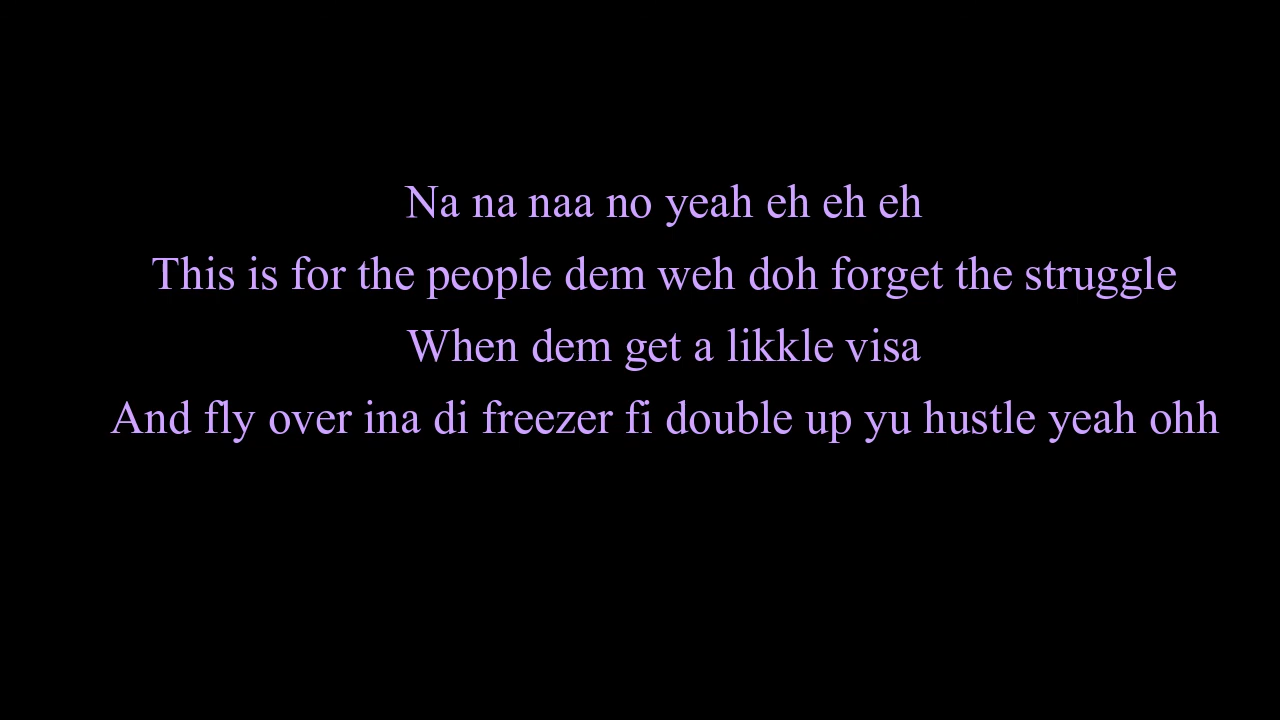 Na na naa no yeah eh eh eh
This is for the people dem weh doh forget the struggle
When dem get a likkle visa
And fly over ina di freezer fi double up yu hustle yeah ohh